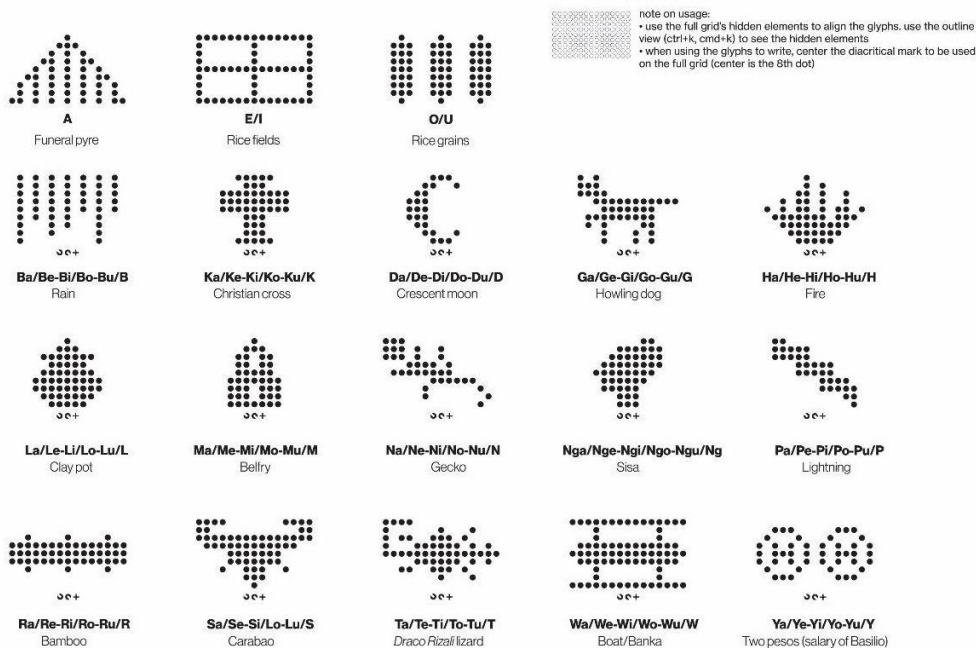 note on usage:
• use the full grid's hidden elements to align the glyphs. use the outline
view (ctrl+k, cmd+k) to see the hidden elements
• when using the glyphs to write, center the diacritical mark to be used
on the full grid (center is the 8th dot)
A E/I O/U
Funeral pyre Rice fields Rice grains
Ba/Be-Bi/Bo-Bu/B Ka/Ke-Ki/Ko-Ku/K Da/De-Di/Do-Du/D Ga/Ge-Gi/Go-Gu/G Ha/He-Hi/Ho-Hu/H
Rain Christian cross Crescent moon Howling dog Fire
La/Le-Li/Lo-Lu/L Ma/Me-Mi/Mo-Mu/M Na/Ne-Ni/No-Nu/N Nga/Nge-Ngi/Ngo-Ngu/Ng Pa/Pe-Pi/Po-Pu/P
Clay pot Belfry Gecko Sisa Lightning
Ra/Re-Ri/Ro-Ru/R Sa/Se-Si/Lo-Lu/S Ta/Te-Ti/To-Tu/T Wa/We-Wi/Wo-Wu/W Ya/Ye-Yi/Yo-Yu/Y
Bamboo Carabao Draco Rizali lizard Boat/Banka Two pesos (salary of Basilio)